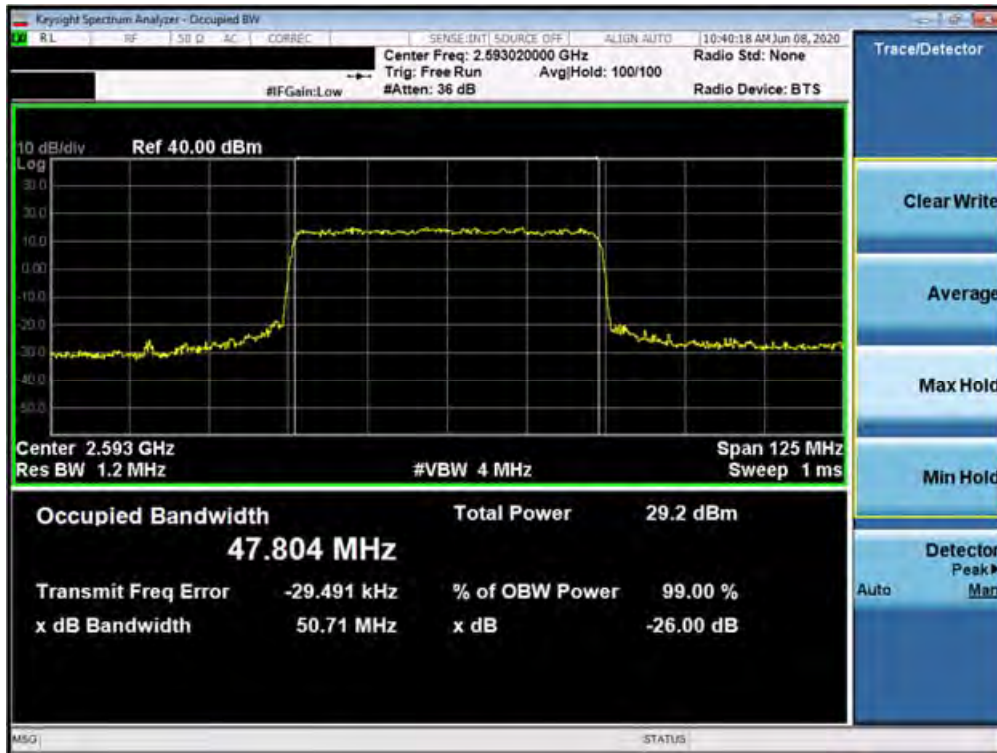 Keysight Spectrum Analyzer - Occupied BW
RL RF 50 Ω AC CORREC SENSE:INT SOURCE OFF ALIGN AUTO 10:40:18 AM Jun 08, 2020
Center Freq: 2.593020000 GHz Radio Std: None
Trig: Free Run Avg|Hold: 100/100
#IFGain:Low #Atten: 36 dB Radio Device: BTS
10 dB/div Ref 40.00 dBm
Log
30.0
20.0
10.0
0.00
-10.0
-20.0
-30.0
-40.0
-50.0
Center 2.593 GHz Span 125 MHz
Res BW 1.2 MHz #VBW 4 MHz Sweep 1 ms
Occupied Bandwidth Total Power 29.2 dBm
47.804 MHz
Transmit Freq Error -29.491 kHz % of OBW Power 99.00 %
x dB Bandwidth 50.71 MHz x dB -26.00 dB
MSG STATUS
Trace/Detector
Clear Write
Average
Max Hold
Min Hold
Detector
Peak▶
Auto Man